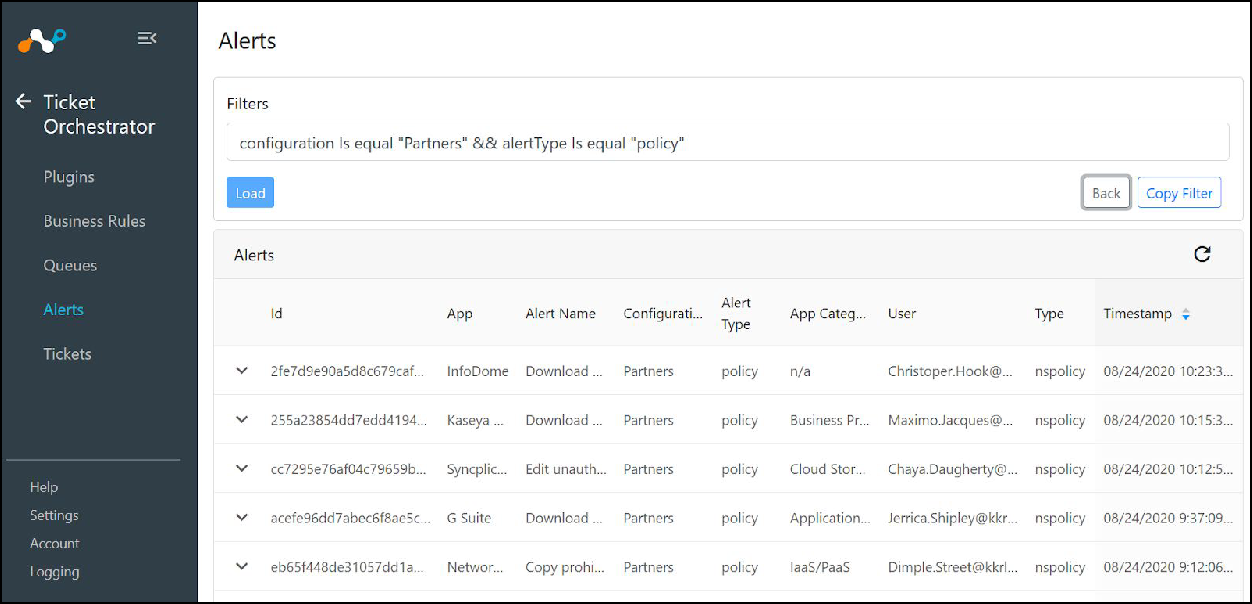 Ticket
Orchestrator
Plugins
Business Rules
Queues
Alerts
Tickets
Help
Settings
Account
Logging
Alerts
Filters
configuration Is equal "Partners" && alertType Is equal "policy"
Load
Back
Copy Filter
Alerts
Id App Alert Name Configurati... Alert Type App Categ... User Type Timestamp
2fe7d9e90a5d8c679caf... InfoDome Download ... Partners policy n/a Christoper.Hook@... nspolicy 08/24/2020 10:23:3...
255a23854dd7edd4194... Kaseya ... Download ... Partners policy Business Pr... Maximo.Jacques@... nspolicy 08/24/2020 10:15:3...
cc7295e76af04c79659b... Syncplic... Edit unauth... Partners policy Cloud Stor... Chaya.Daugherty@... nspolicy 08/24/2020 10:12:5...
acefe96dd7abec6f8ae5c... G Suite Download ... Partners policy Application... Jerrica.Shipley@kkr... nspolicy 08/24/2020 9:37:09...
eb65f448de31057dd1a... Networ... Copy prohi... Partners policy IaaS/PaaS Dimple.Street@kkrl... nspolicy 08/24/2020 9:12:06...